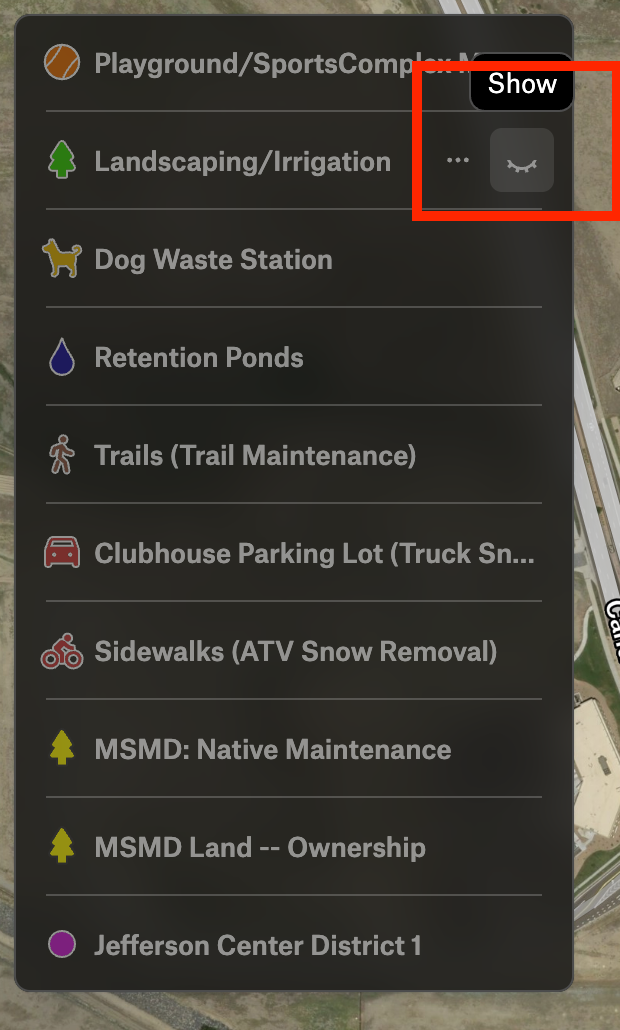 Playground/SportsComplex M
Show
Landscaping/Irrigation
Dog Waste Station
Retention Ponds
Trails (Trail Maintenance)
Clubhouse Parking Lot (Truck Sn...
Sidewalks (ATV Snow Removal)
MSMD: Native Maintenance
MSMD Land -- Ownership
Jefferson Center District 1